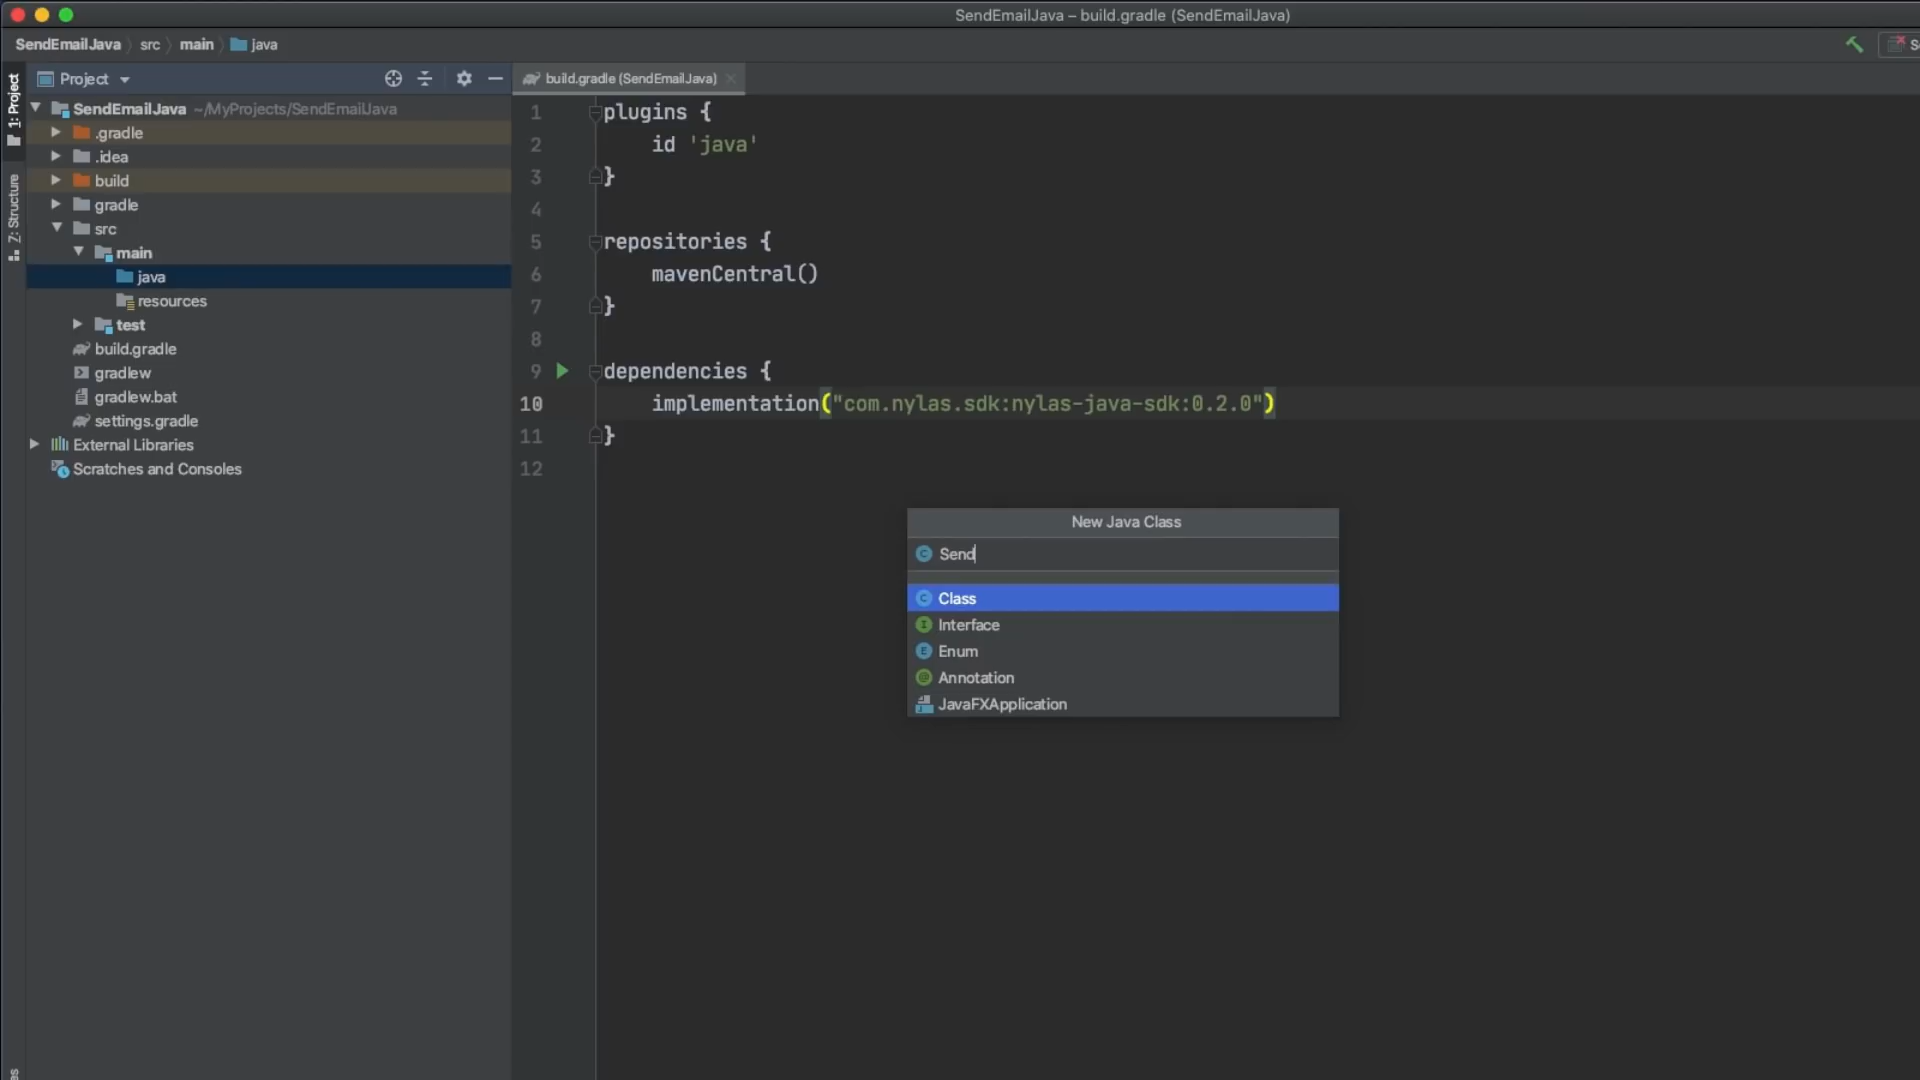 SendEmailJava – build.gradle (SendEmailJava)
SendEmailJava src main java
1: Project
Z: Structure
Project
SendEmailJava ~/MyProjects/SendEmailJava
.gradle
.idea
build
gradle
src
main
java
resources
test
build.gradle
gradlew
gradlew.bat
settings.gradle
External Libraries
Scratches and Consoles
build.gradle (SendEmailJava)
1 plugins {
2 id 'java'
3 }
4
5 repositories {
6 mavenCentral()
7 }
8
9 dependencies {
10 implementation("com.nylas.sdk:nylas-java-sdk:0.2.0")
11 }
12
New Java Class
Send
Class
Interface
Enum
Annotation
JavaFXApplication